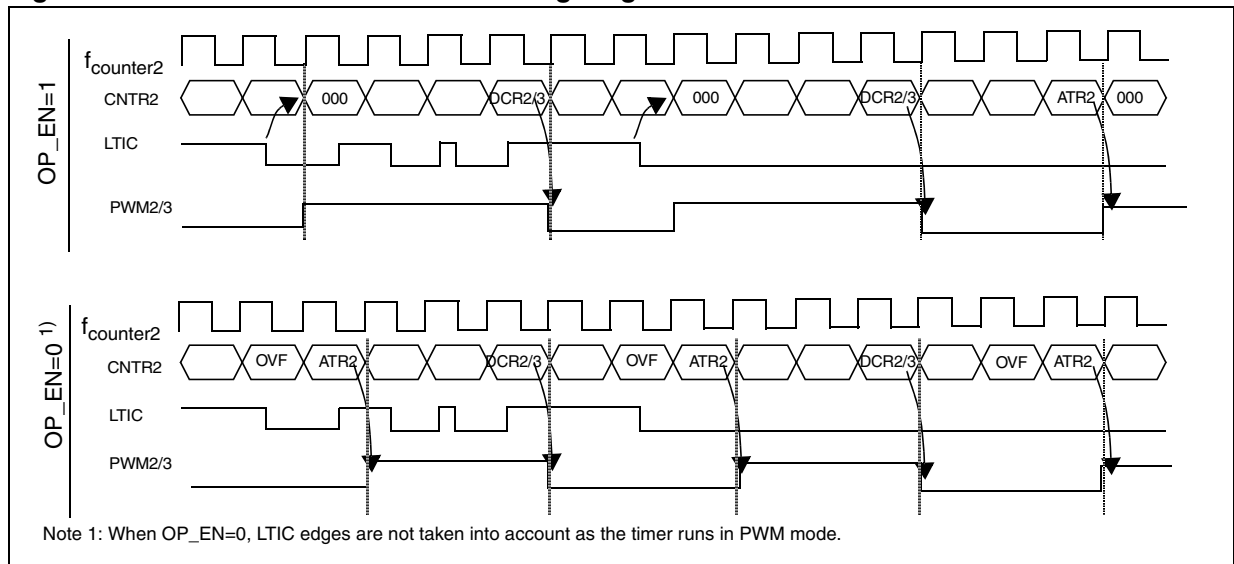 OP_EN=1
fcounter2
CNTR2 000 DCR2/3 000 DCR2/3 ATR2 000
LTIC
PWM2/3
OP_EN=0 1)
fcounter2
CNTR2 OVF ATR2 DCR2/3 OVF ATR2 DCR2/3 OVF ATR2
LTIC
PWM2/3
Note 1: When OP_EN=0, LTIC edges are not taken into account as the timer runs in PWM mode.